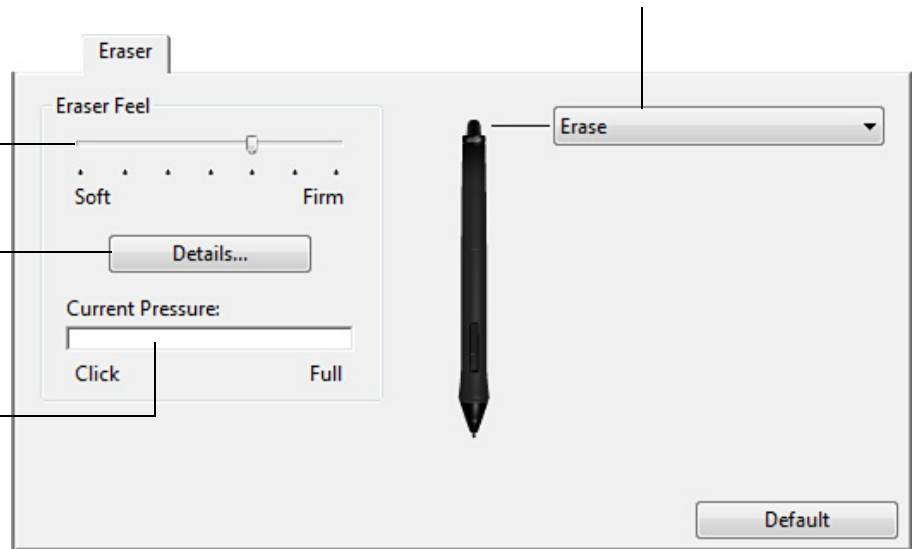 Eraser
Eraser Feel
Erase
Soft Firm
Details...
Current Pressure:
Click Full
Default